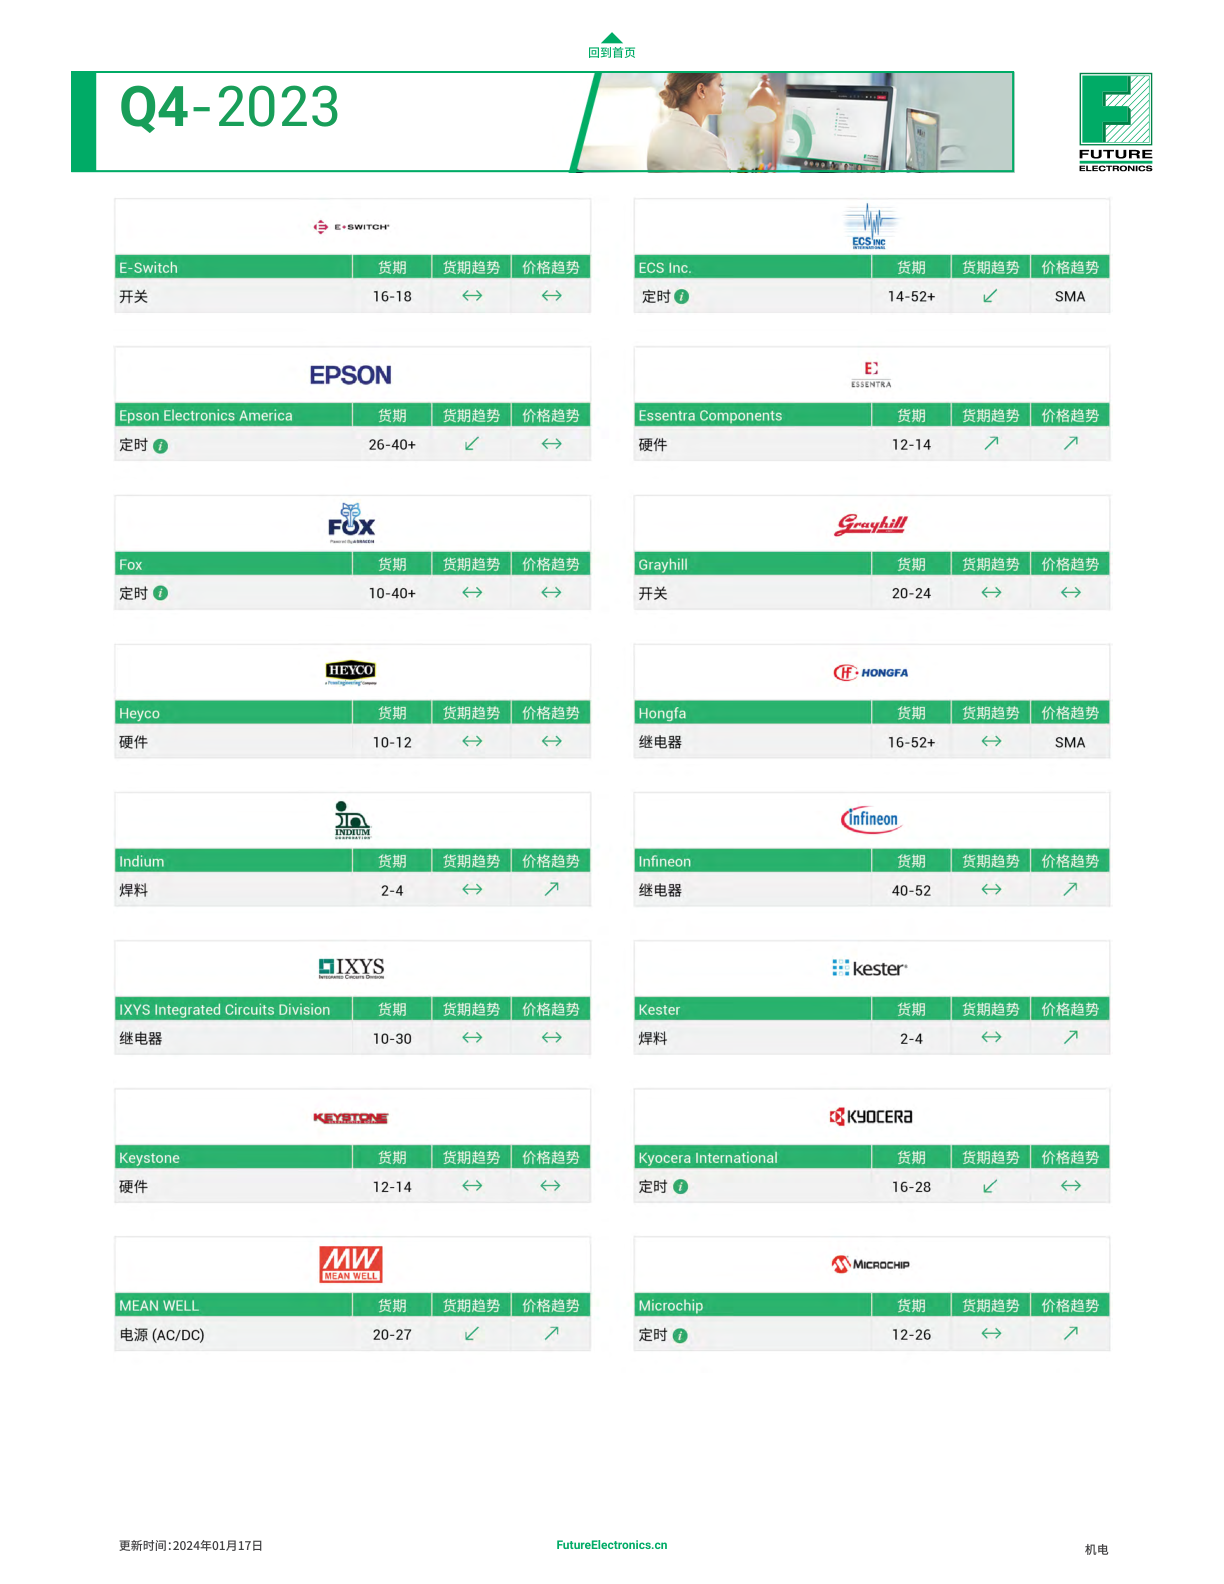 回到首页
Q4-2023
FUTURE
ELECTRONICS
E-SWITCH
E-Switch 货期 货期趋势 价格趋势
开关 16-18 ↔ ↔
ECS INC
INTERNATIONAL
ECS Inc. 货期 货期趋势 价格趋势
定时 i 14-52+ ↙ SMA
EPSON
Epson Electronics America 货期 货期趋势 价格趋势
定时 i 26-40+ ↙ ↔
ESSENTRA
Essentra Components 货期 货期趋势 价格趋势
硬件 12-14 ↗ ↗
FOX
Fox 货期 货期趋势 价格趋势
定时 i 10-40+ ↔ ↔
Grayhill
Grayhill 货期 货期趋势 价格趋势
开关 20-24 ↔ ↔
HEYCO
Heyco 货期 货期趋势 价格趋势
硬件 10-12 ↔ ↔
HF HONGFA
Hongfa 货期 货期趋势 价格趋势
继电器 16-52+ ↔ SMA
INDIUM
CORPORATION
Indium 货期 货期趋势 价格趋势
焊料 2-4 ↔ ↗
infineon
Infineon 货期 货期趋势 价格趋势
继电器 40-52 ↔ ↗
IXYS
INTEGRATED CIRCUITS DIVISION
IXYS Integrated Circuits Division 货期 货期趋势 价格趋势
继电器 10-30 ↔ ↔
kester
Kester 货期 货期趋势 价格趋势
焊料 2-4 ↔ ↗
KEYSTONE
Keystone 货期 货期趋势 价格趋势
硬件 12-14 ↔ ↔
KYOCERA
Kyocera International 货期 货期趋势 价格趋势
定时 i 16-28 ↙ ↔
MW
MEAN WELL
MEAN WELL 货期 货期趋势 价格趋势
电源 (AC/DC) 20-27 ↙ ↗
MICROCHIP
Microchip 货期 货期趋势 价格趋势
定时 i 12-26 ↔ ↗
更新时间：2024年01月17日
FutureElectronics.cn
机电